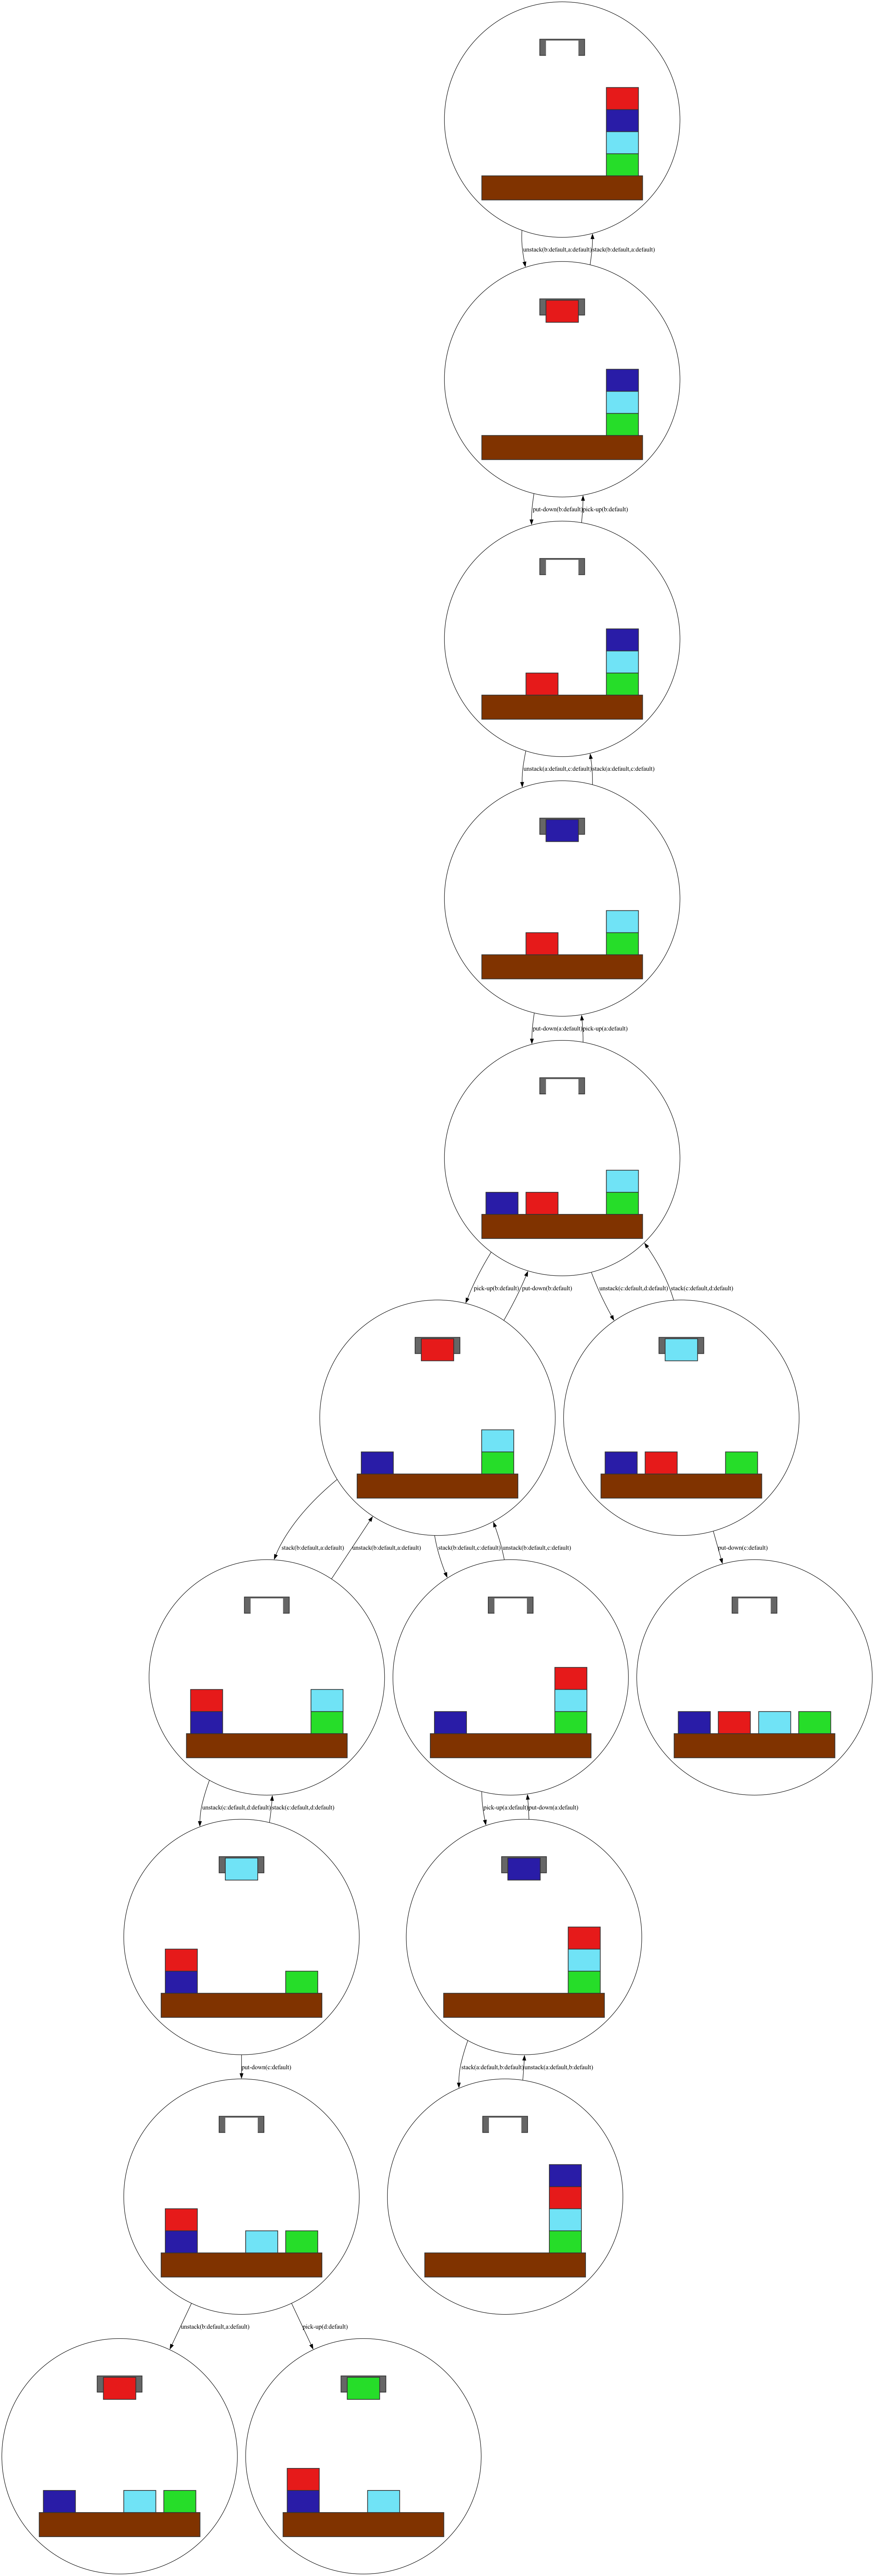 unstack(b:default,a:default) stack(b:default,a:default)
put-down(b:default) pick-up(b:default)
unstack(a:default,c:default) stack(a:default,c:default)
put-down(a:default) pick-up(a:default)
pick-up(b:default) put-down(b:default) unstack(c:default,d:default) stack(c:default,d:default)
stack(b:default,a:default) unstack(b:default,a:default) stack(b:default,c:default) unstack(b:default,c:default) put-down(c:default)
unstack(c:default,d:default) stack(c:default,d:default) pick-up(a:default) put-down(a:default)
put-down(c:default) stack(a:default,b:default) unstack(a:default,b:default)
unstack(b:default,a:default) pick-up(d:default)